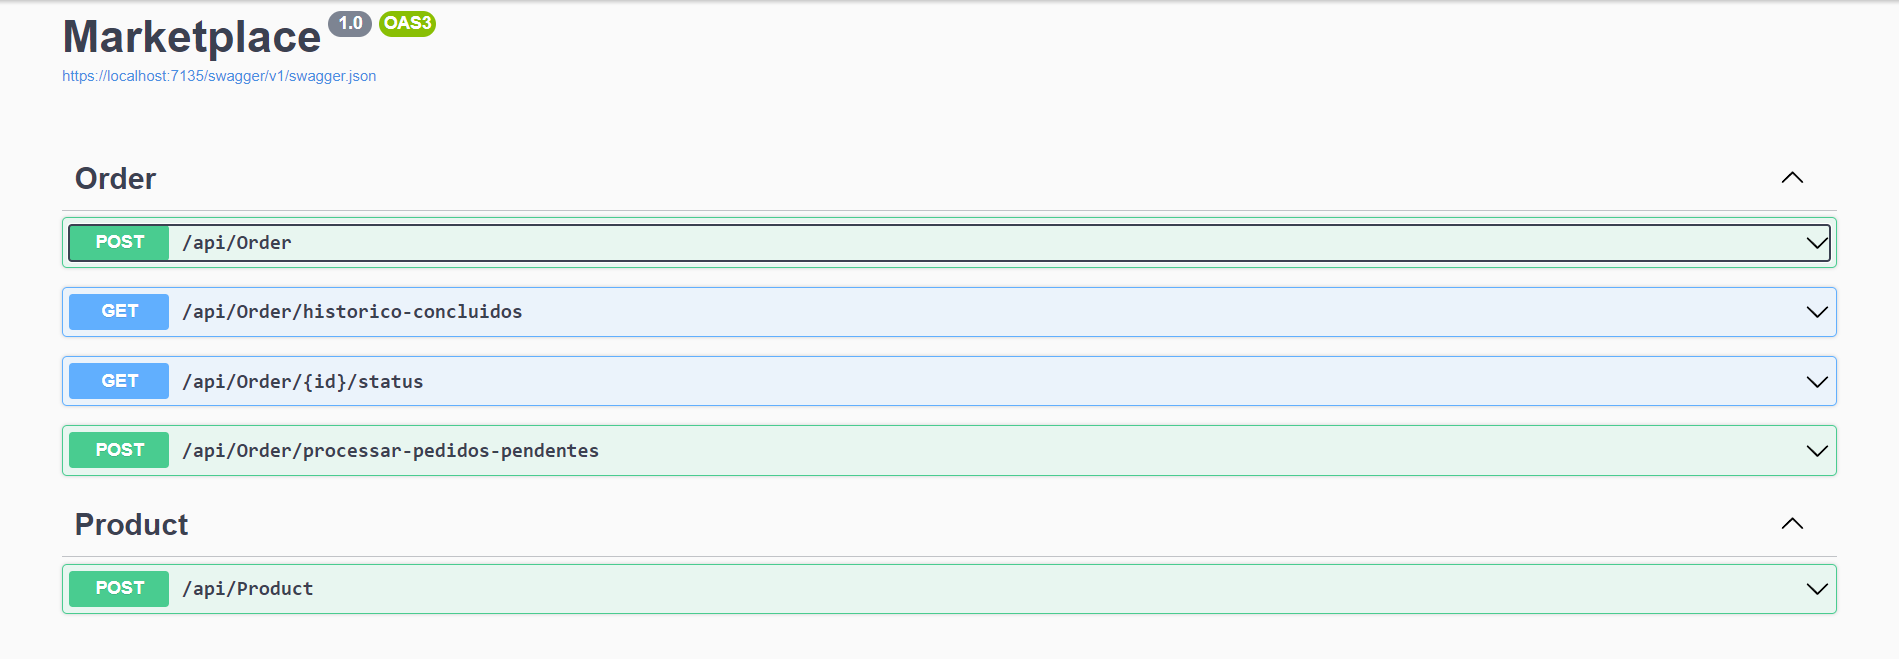 Marketplace 1.0 OAS3
https://localhost:7135/swagger/v1/swagger.json
Order
POST /api/Order
GET /api/Order/historico-concluidos
GET /api/Order/{id}/status
POST /api/Order/processar-pedidos-pendentes
Product
POST /api/Product